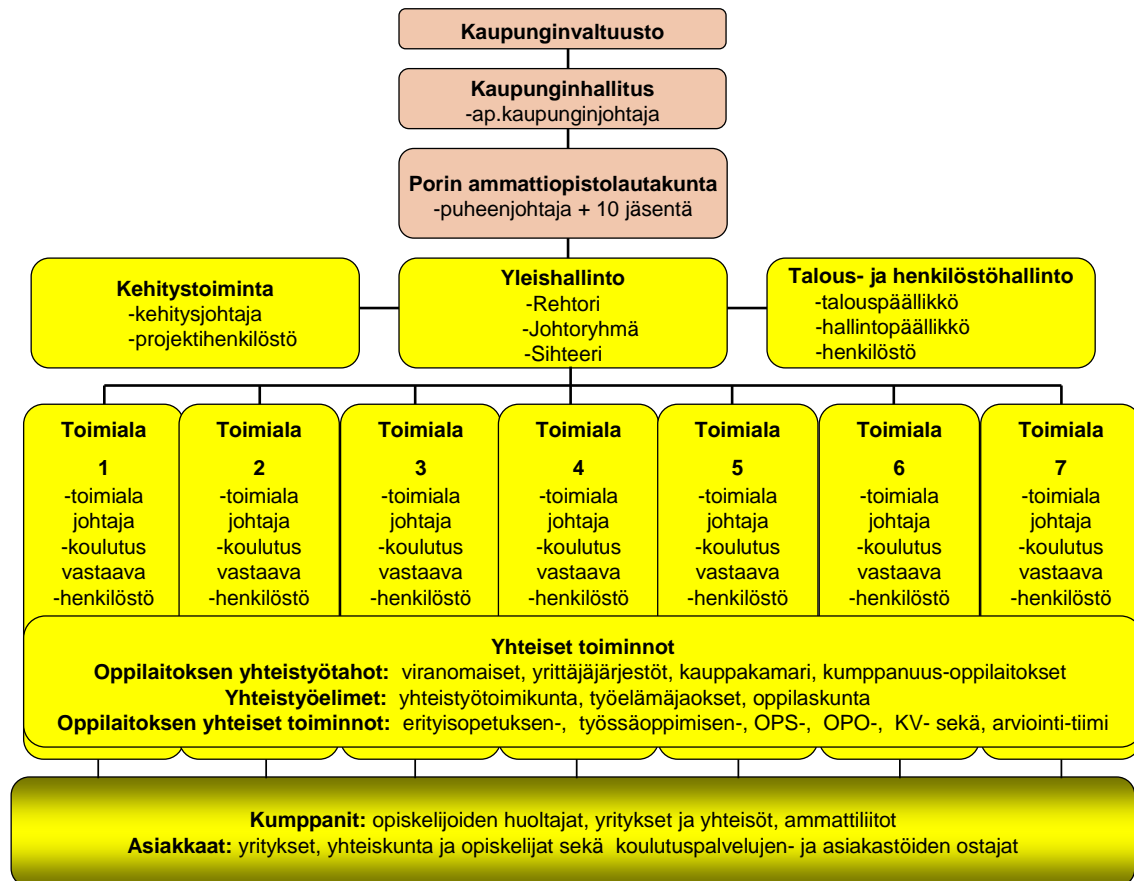 Kaupunginvaltuusto
Kaupunginhallitus
-ap.kaupunginjohtaja
Porin ammattiopistolautakunta
-puheenjohtaja + 10 jäsentä
Kehitystoiminta
-kehitysjohtaja
-projektihenkilöstö
Yleishallinto
-Rehtori
-Johtoryhmä
-Sihteeri
Talous- ja henkilöstöhallinto
-talouspäällikkö
-hallintopäällikkö
-henkilöstö
Toimiala
1
-toimiala
johtaja
-koulutus
vastaava
-henkilöstö
Toimiala
2
-toimiala
johtaja
-koulutus
vastaava
-henkilöstö
Toimiala
3
-toimiala
johtaja
-koulutus
vastaava
-henkilöstö
Toimiala
4
-toimiala
johtaja
-koulutus
vastaava
-henkilöstö
Toimiala
5
-toimiala
johtaja
-koulutus
vastaava
-henkilöstö
Toimiala
6
-toimiala
johtaja
-koulutus
vastaava
-henkilöstö
Toimiala
7
-toimiala
johtaja
-koulutus
vastaava
-henkilöstö
Yhteiset toiminnot
Oppilaitoksen yhteistyötahot: viranomaiset, yrittäjäjärjestöt, kauppakamari, kumppanuus-oppilaitokset
Yhteistyöelimet: yhteistyötoimikunta, työelämäjaokset, oppilaskunta
Oppilaitoksen yhteiset toiminnot: erityisopetuksen-, työssäoppimisen-, OPS-, OPO-, KV- sekä, arviointi-tiimi
Kumppanit: opiskelijoiden huoltajat, yritykset ja yhteisöt, ammattiliitot
Asiakkaat: yritykset, yhteiskunta ja opiskelijat sekä koulutuspalvelujen- ja asiakastöiden ostajat